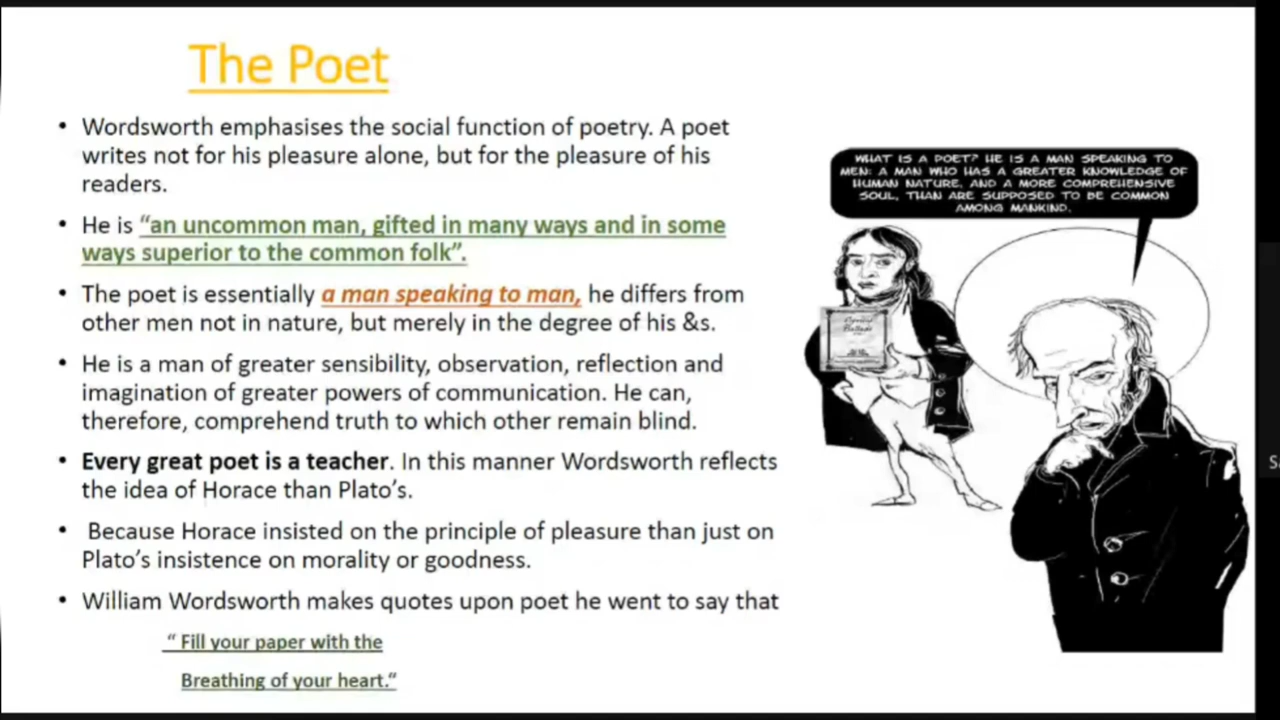 The Poet
• Wordsworth emphasises the social function of poetry. A poet
writes not for his pleasure alone, but for the pleasure of his
readers.
• He is “an uncommon man, gifted in many ways and in some
ways superior to the common folk”.
• The poet is essentially a man speaking to man, he differs from
other men not in nature, but merely in the degree of his &s.
• He is a man of greater sensibility, observation, reflection and
imagination of greater powers of communication. He can,
therefore, comprehend truth to which other remain blind.
• Every great poet is a teacher. In this manner Wordsworth reflects
the idea of Horace than Plato’s.
• Because Horace insisted on the principle of pleasure than just on
Plato’s insistence on morality or goodness.
• William Wordsworth makes quotes upon poet he went to say that
“ Fill your paper with the
Breathing of your heart.“
WHAT IS A POET? HE IS A MAN SPEAKING TO
MEN: A MAN WHO HAS A GREATER KNOWLEDGE OF
HUMAN NATURE, AND A MORE COMPREHENSIVE
SOUL, THAN ARE SUPPOSED TO BE COMMON
AMONG MANKIND.
Ballads